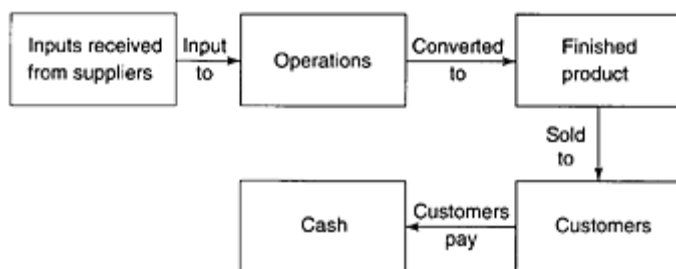 Inputs received
from suppliers
Input
to
Operations
Converted
to
Finished
product
Sold
to
Customers
Customers
pay
Cash